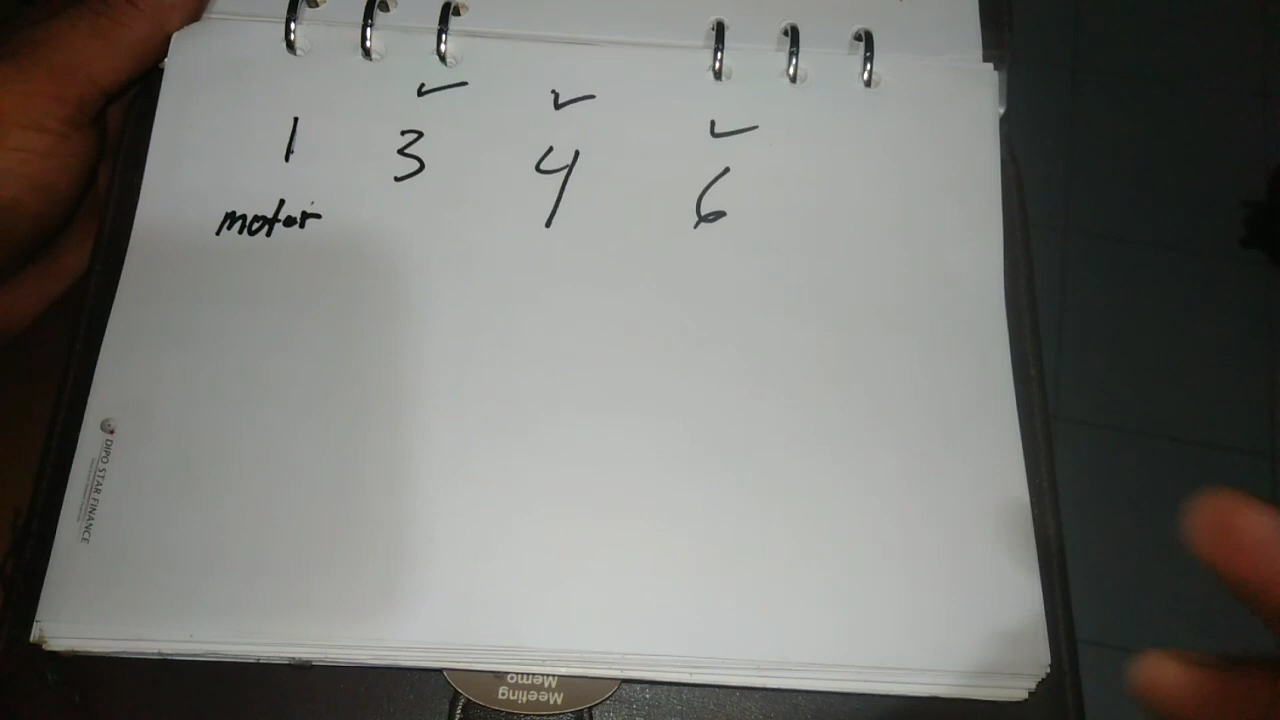 ✓ ✓ ✓
1 3 4 6
motor
DIPO STAR FINANCE
Meeting
Memo